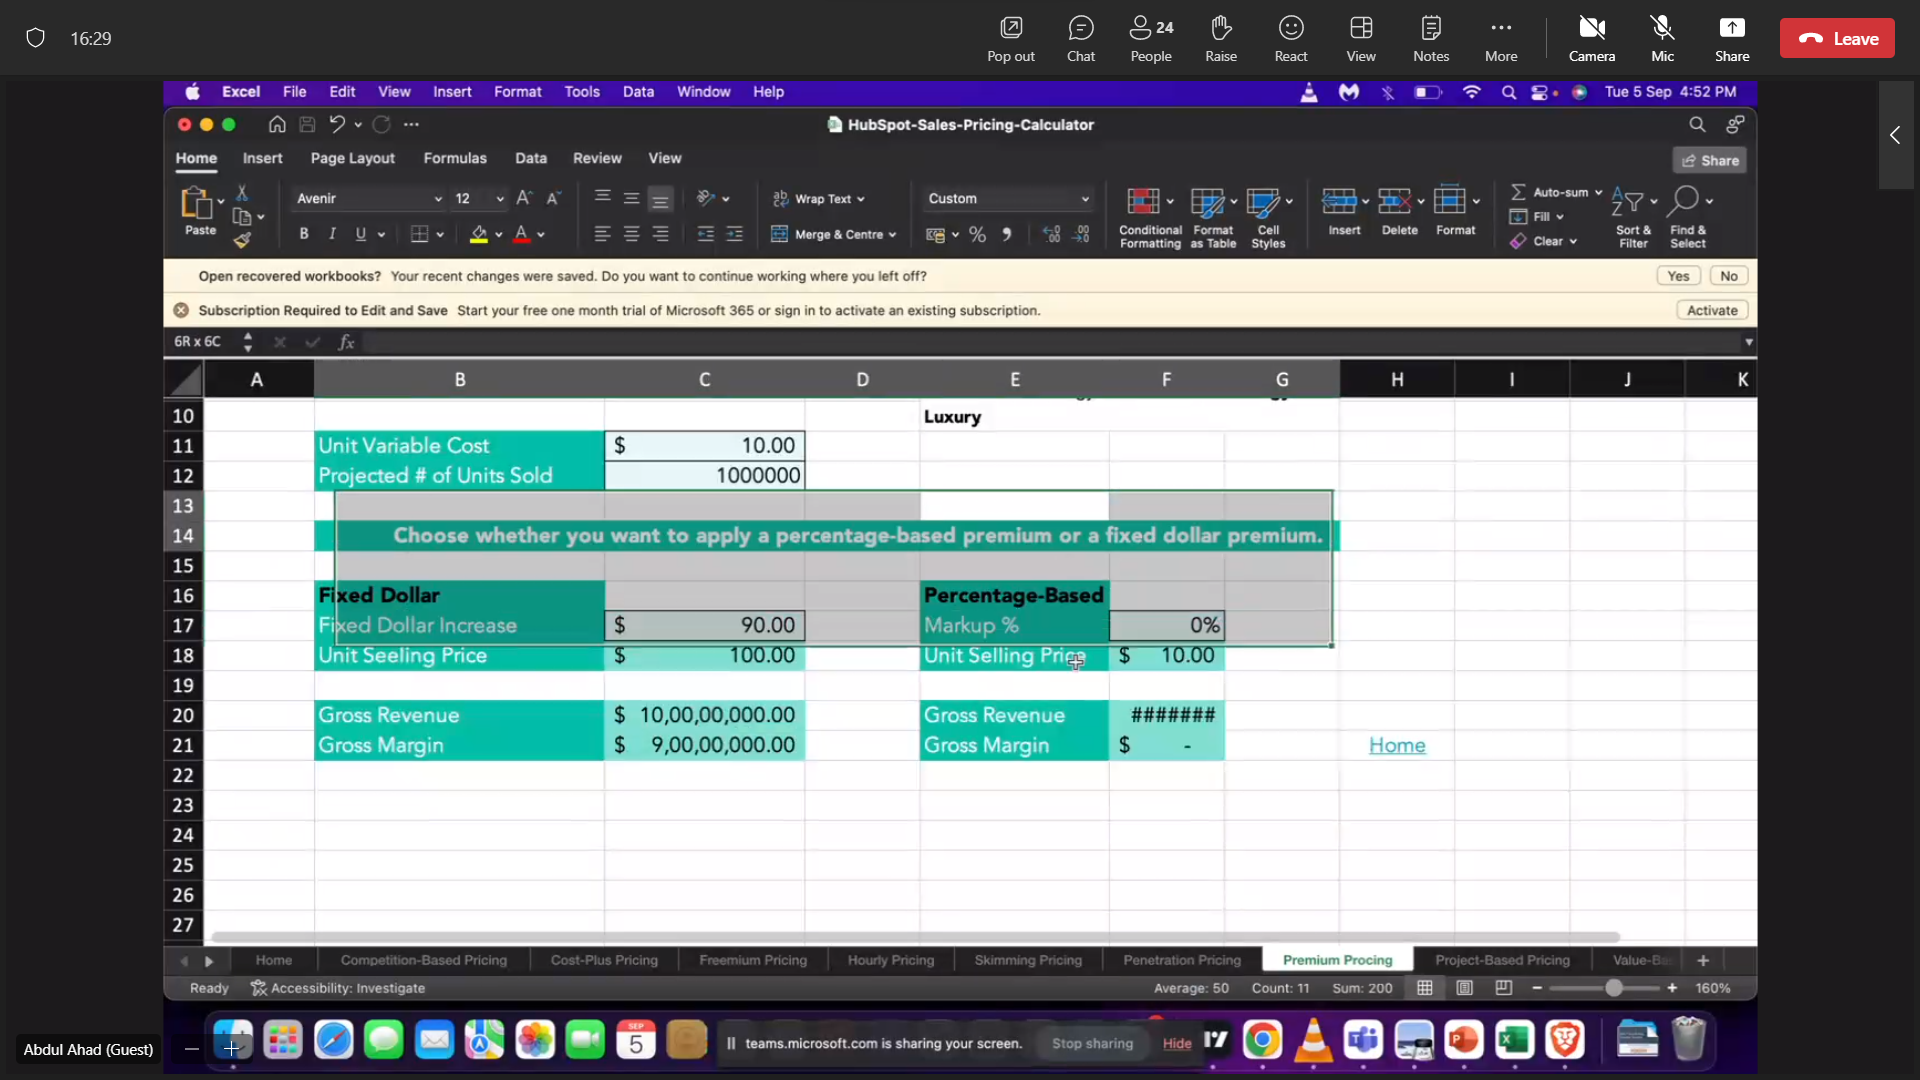 16:29
Pop out
Chat
24
People
Raise
React
View
Notes
More
Camera
Mic
Share
Leave
Excel File Edit View Insert Format Tools Data Window Help
Tue 5 Sep 4:52 PM
HubSpot-Sales-Pricing-Calculator
Home Insert Page Layout Formulas Data Review View
Share
Paste
Avenir
12
Wrap Text
Merge & Centre
Custom
Conditional Formatting
Format as Table
Cell Styles
Insert
Delete
Format
Auto-sum
Fill
Clear
Sort & Filter
Find & Select
Open recovered workbooks? Your recent changes were saved. Do you want to continue working where you left off?
Yes No
Subscription Required to Edit and Save Start your free one month trial of Microsoft 365 or sign in to activate an existing subscription.
Activate
6R x 6C
fx
A B C D E F G H I J K
10 Luxury
11 Unit Variable Cost $ 10.00
12 Projected # of Units Sold 1000000
13
14 Choose whether you want to apply a percentage-based premium or a fixed dollar premium.
15
16 Fixed Dollar Percentage-Based
17 Fixed Dollar Increase $ 90.00 Markup % 0%
18 Unit Seeling Price $ 100.00 Unit Selling Price $ 10.00
19
20 Gross Revenue $ 10,00,00,000.00 Gross Revenue #######
21 Gross Margin $ 9,00,00,000.00 Gross Margin $ - Home
22
23
24
25
26
27
Home Competition-Based Pricing Cost-Plus Pricing Freemium Pricing Hourly Pricing Skimming Pricing Penetration Pricing Premium Procing Project-Based Pricing
Ready Accessibility: Investigate Average: 50 Count: 11 Sum: 200 160%
Abdul Ahad (Guest)
SEP
5
teams.microsoft.com is sharing your screen. Stop sharing Hide